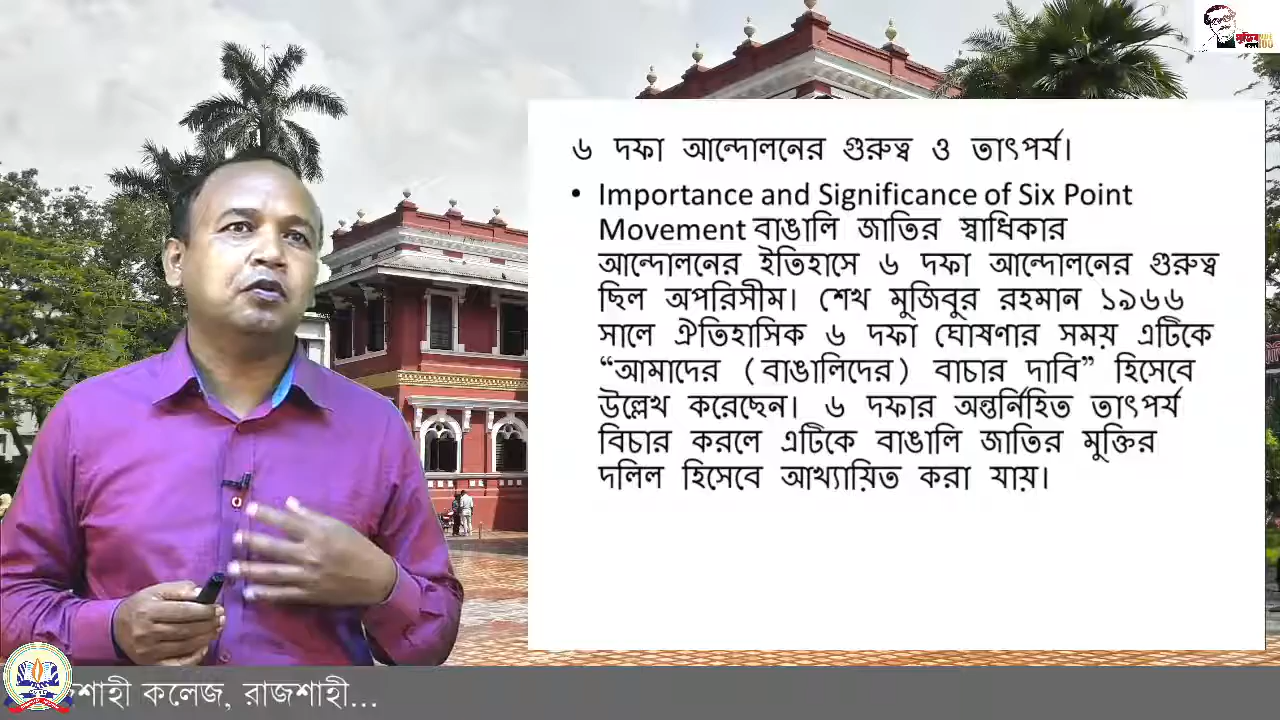 ৬ দফা আন্দোলনের গুরুত্ব ও তাৎপর্য।
• Importance and Significance of Six Point
Movement বাঙালি জাতির স্বাধিকার
আন্দোলনের ইতিহাসে ৬ দফা আন্দোলনের গুরুত্ব
ছিল অপরিসীম। শেখ মুজিবুর রহমান ১৯৬৬
সালে ঐতিহাসিক ৬ দফা ঘোষণার সময় এটিকে
“আমাদের (বাঙালিদের) বাচার দাবি” হিসেবে
উল্লেখ করেছেন। ৬ দফার অন্তর্নিহিত তাৎপর্য
বিচার করলে এটিকে বাঙালি জাতির মুক্তির
দলিল হিসেবে আখ্যায়িত করা যায়।
কলেজ, রাজশাহী...